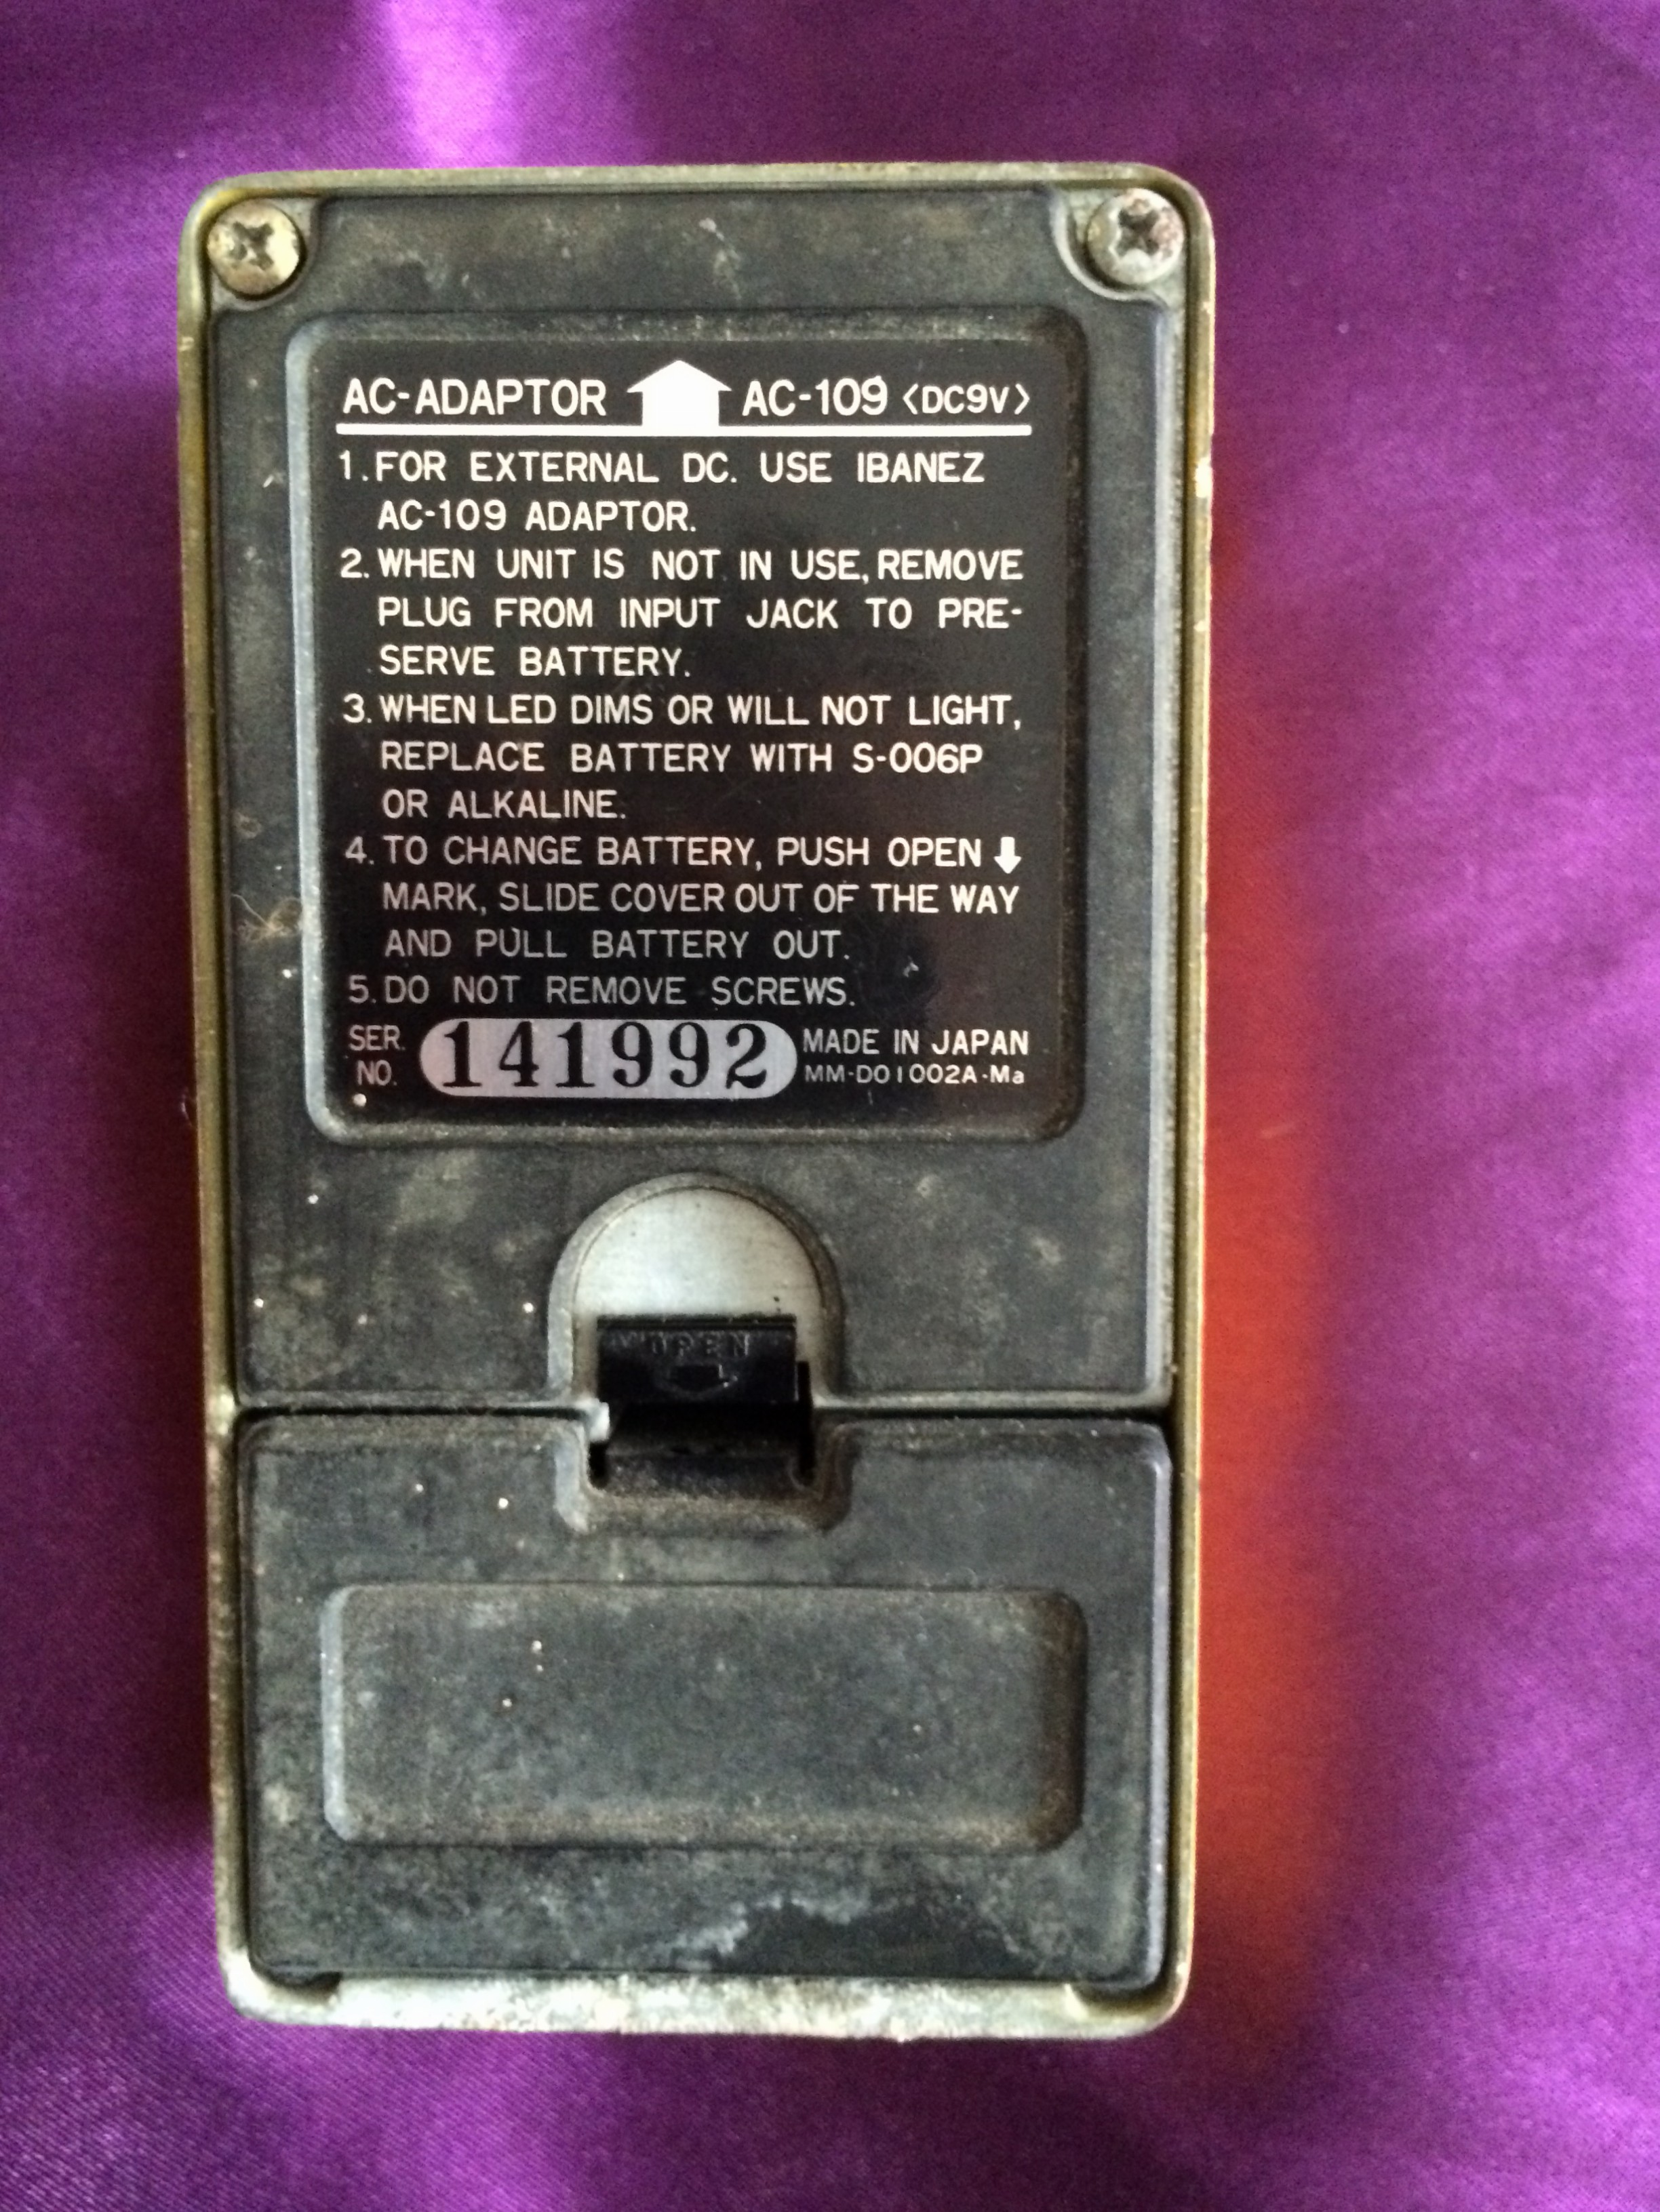 AC-ADAPTOR AC-109 <DC9V>
1. FOR EXTERNAL DC. USE IBANEZ
AC-109 ADAPTOR.
2. WHEN UNIT IS NOT IN USE, REMOVE
PLUG FROM INPUT JACK TO PRE-
SERVE BATTERY.
3. WHEN LED DIMS OR WILL NOT LIGHT,
REPLACE BATTERY WITH S-006P
OR ALKALINE.
4. TO CHANGE BATTERY, PUSH OPEN
MARK, SLIDE COVER OUT OF THE WAY
AND PULL BATTERY OUT.
5. DO NOT REMOVE SCREWS.
SER. NO. 141992 MADE IN JAPAN
MM-D01002A-Ma
OPEN